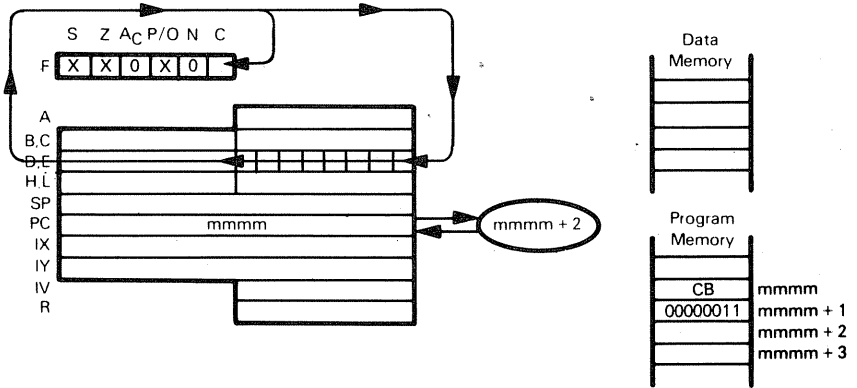 S Z AC P/O N C
F X X 0 X 0
Data
Memory
A
B,C
D,E
H,L
SP
PC mmmm
mmmm + 2
IX
IY
IV
R
Program
Memory
CB mmmm
00000011 mmmm + 1
mmmm + 2
mmmm + 3